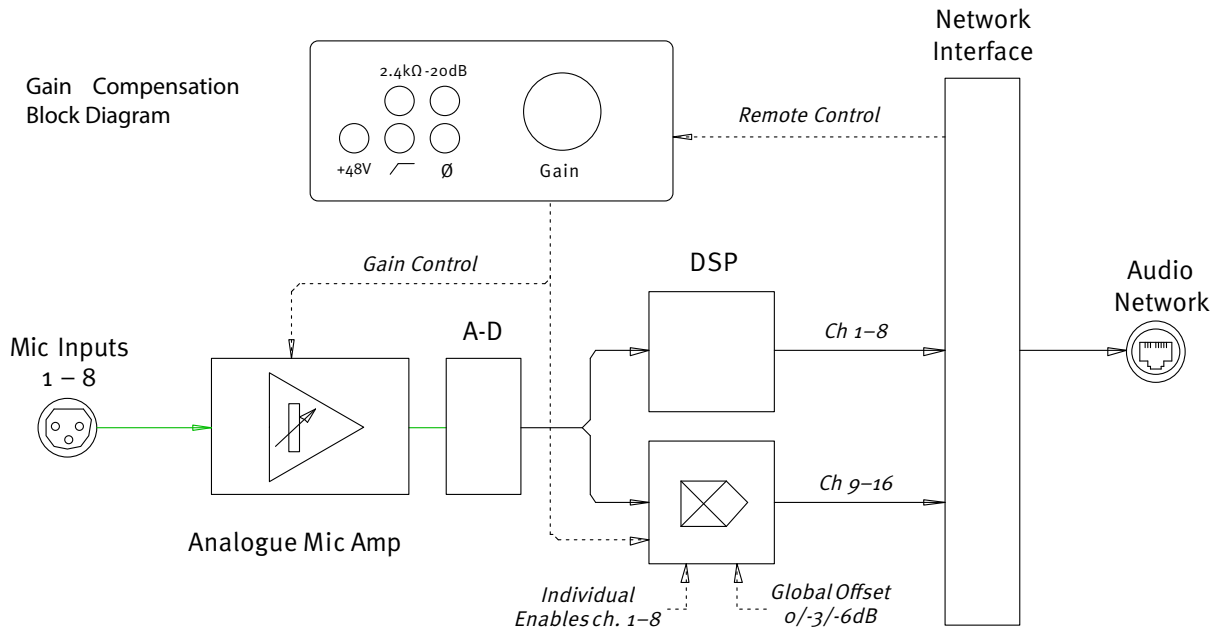 Gain Compensation
Block Diagram
2.4kΩ -20dB
+48V
Ø
Gain
Network
Interface
Remote Control
Gain Control
DSP
Audio
Network
A-D
Mic Inputs
1 – 8
Ch 1–8
Ch 9–16
Analogue Mic Amp
Individual
Enables ch. 1–8
Global Offset
0/-3/-6dB